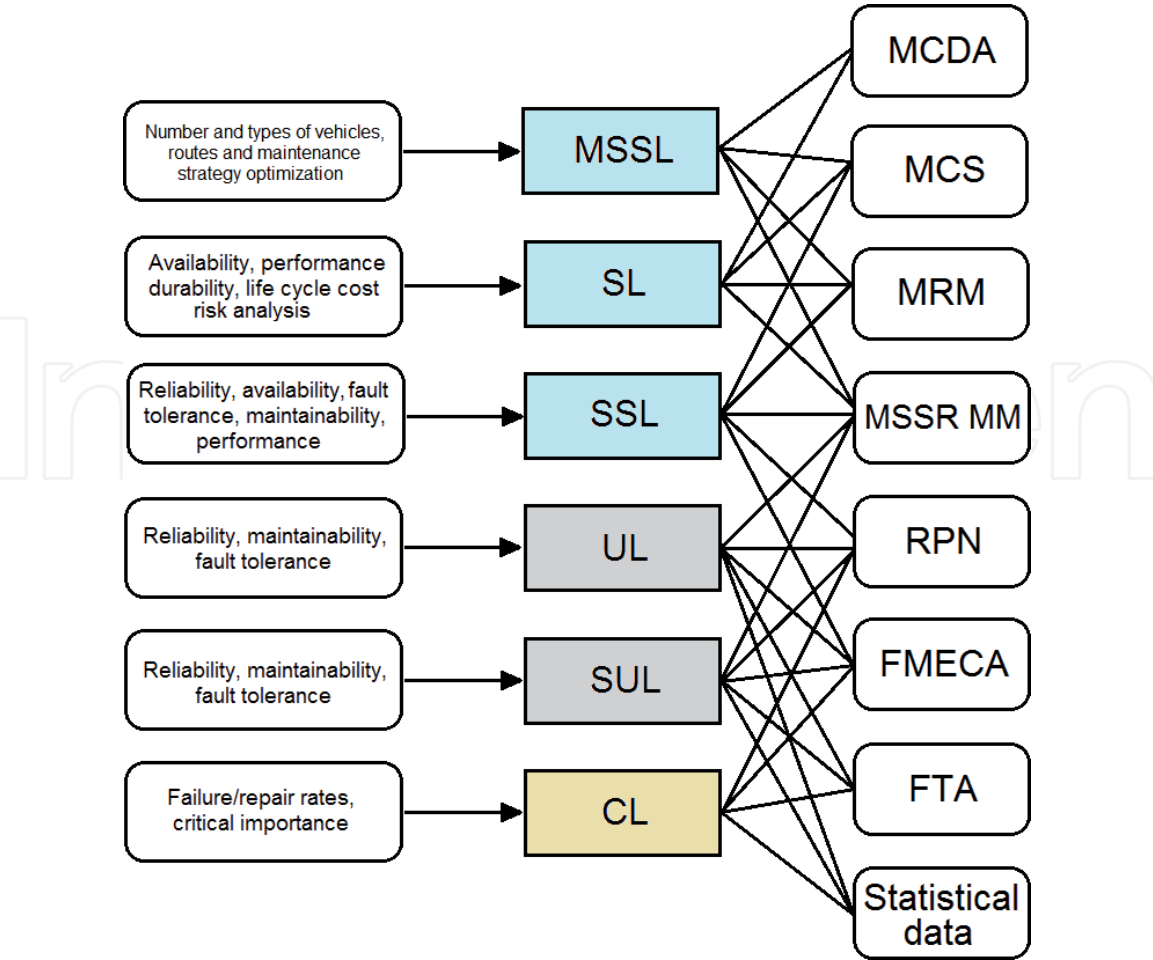 MCDA
Number and types of vehicles,
routes and maintenance
strategy optimization
MSSL
MCS
Availability, performance
durability, life cycle cost
risk analysis
SL
MRM
Reliability, availability, fault
tolerance, maintainability,
performance
SSL
MSSR MM
Reliability, maintainability,
fault tolerance
UL
RPN
Reliability, maintainability,
fault tolerance
SUL
FMECA
Failure/repair rates,
critical importance
CL
FTA
Statistical
data